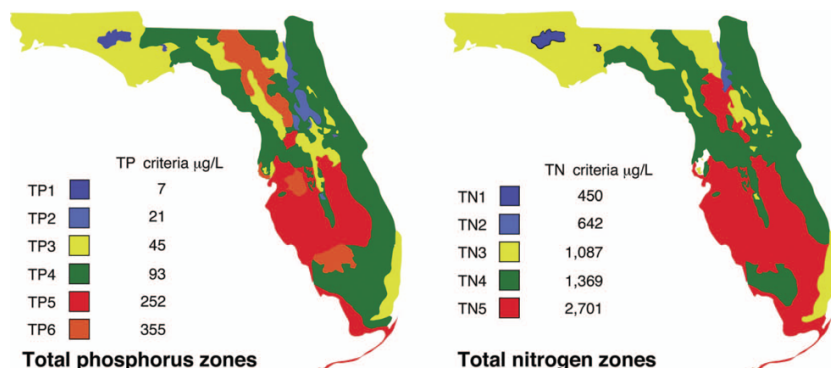 TP criteria µg/L
TP1 7
TP2 21
TP3 45
TP4 93
TP5 252
TP6 355
Total phosphorus zones
TN criteria µg/L
TN1 450
TN2 642
TN3 1,087
TN4 1,369
TN5 2,701
Total nitrogen zones